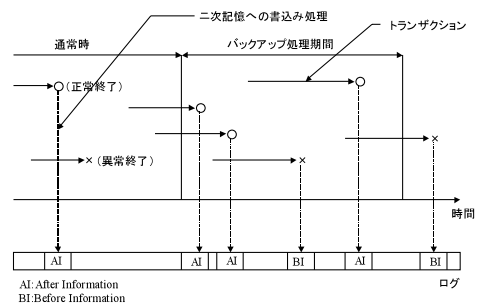 二次記憶への書込み処理
トランザクション
通常時
バックアップ処理期間
(正常終了)
×(異常終了)
×
×
時間
AI
AI
AI
BI
AI
BI
ログ
AI:After Information
BI:Before Information